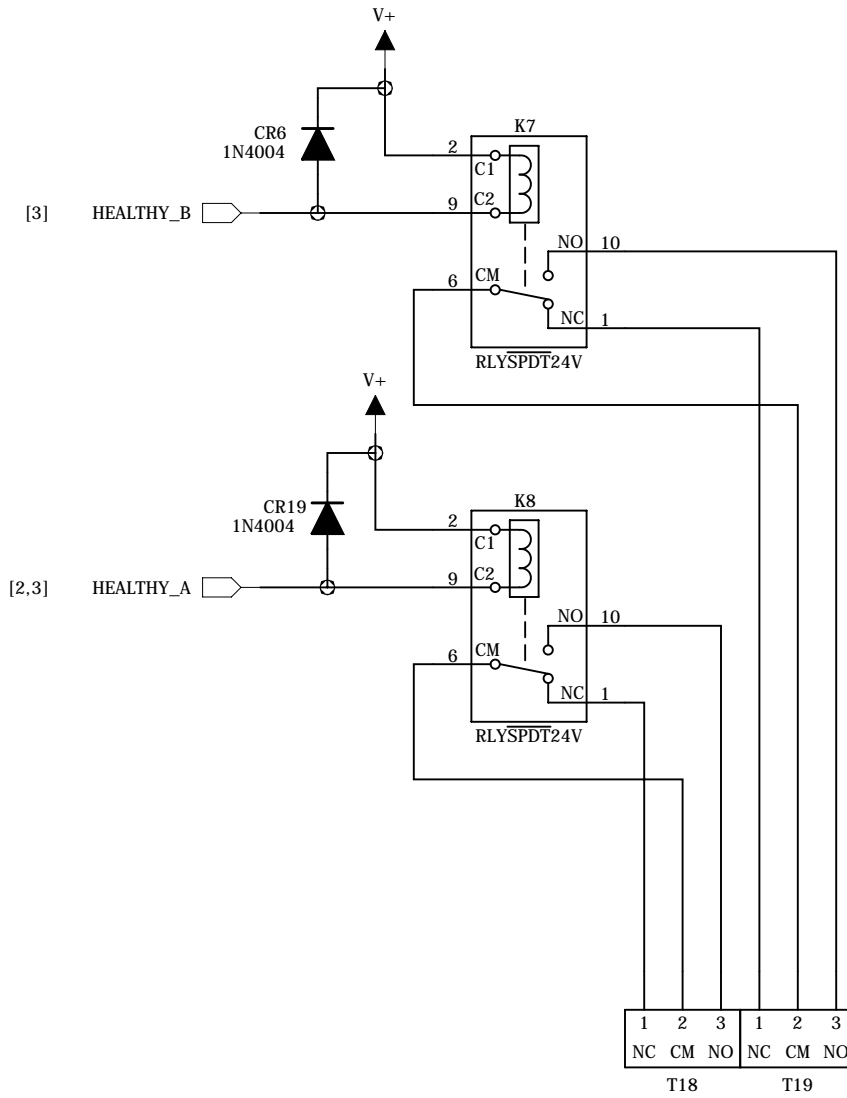 V+
CR6
1N4004
[3] HEALTHY_B
K7
2
C1
9 C2
NO 10
6 CM
NC 1
RLYSPDT24V
V+
CR19
1N4004
[2,3] HEALTHY_A
K8
2
C1
9 C2
NO 10
6 CM
NC 1
RLYSPDT24V
1 2 3 1 2 3
NC CM NO NC CM NO
T18 T19